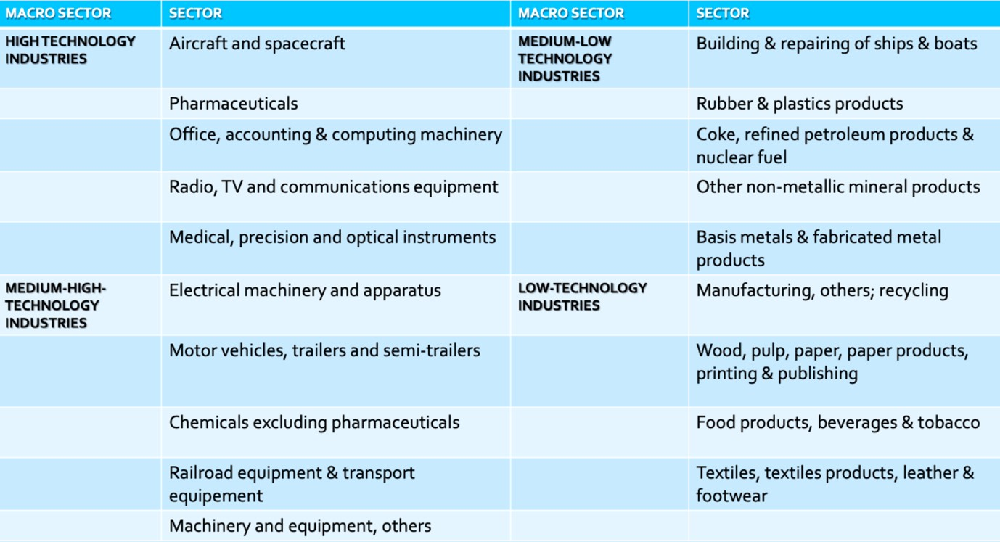 MACRO SECTOR SECTOR MACRO SECTOR SECTOR
HIGH TECHNOLOGY
INDUSTRIES
Aircraft and spacecraft
MEDIUM-LOW
TECHNOLOGY
INDUSTRIES
Building & repairing of ships & boats
Pharmaceuticals
Rubber & plastics products
Office, accounting & computing machinery
Coke, refined petroleum products &
nuclear fuel
Radio, TV and communications equipment
Other non-metallic mineral products
Medical, precision and optical instruments
Basis metals & fabricated metal
products
MEDIUM-HIGH-
TECHNOLOGY
INDUSTRIES
Electrical machinery and apparatus
LOW-TECHNOLOGY
INDUSTRIES
Manufacturing, others; recycling
Motor vehicles, trailers and semi-trailers
Wood, pulp, paper, paper products,
printing & publishing
Chemicals excluding pharmaceuticals
Food products, beverages & tobacco
Railroad equipment & transport
equipement
Textiles, textiles products, leather &
footwear
Machinery and equipment, others